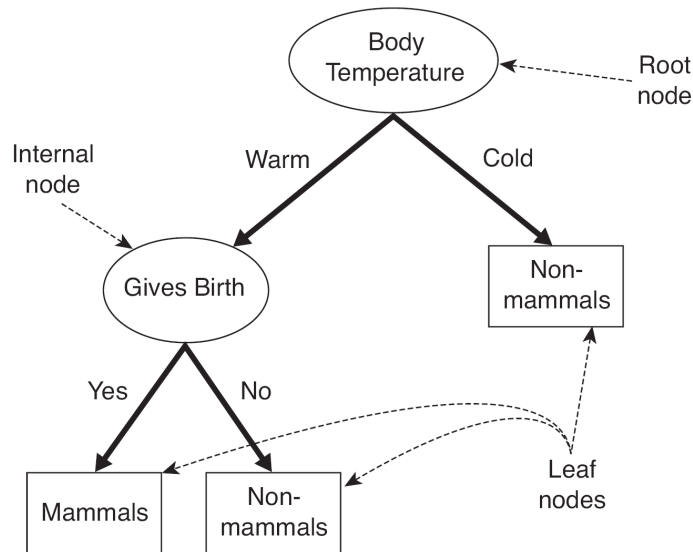 Body
Temperature
Root
node
Internal
node
Warm
Cold
Gives Birth
Non-
mammals
Yes
No
Mammals
Non-
mammals
Leaf
nodes